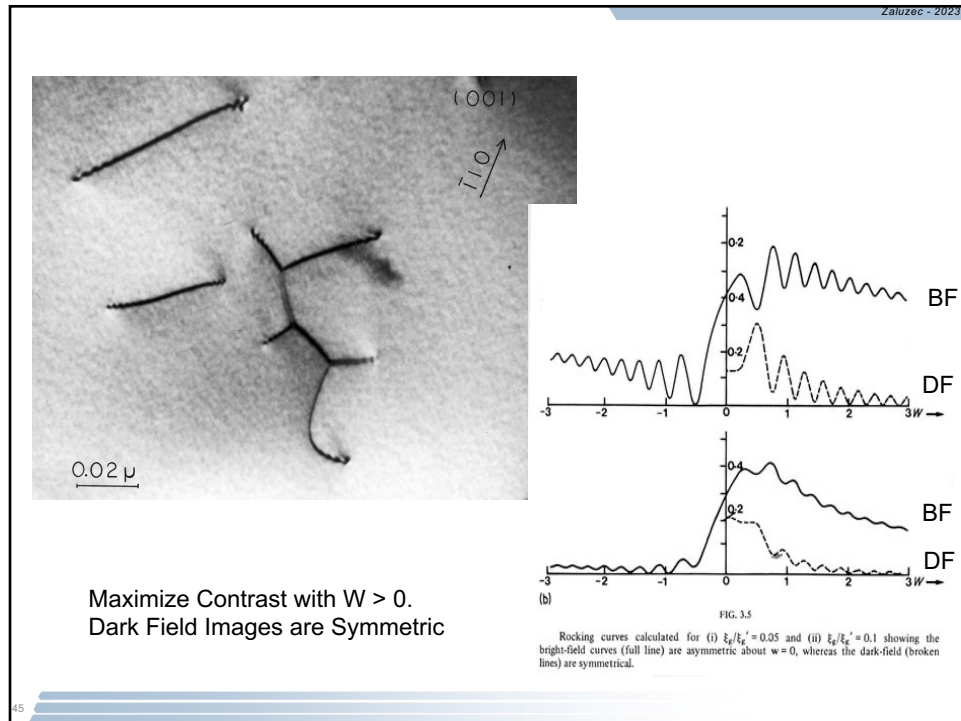 Zaluzec - 2023
(001)
1̄10
0.02 μ
0·2
0·4
0·2
-3 -2 -1 0 1 2 3W
BF
DF
0·4
0·2
-3 -2 -1 0 1 2 3W
BF
DF
(b)
FIG. 3.5
Rocking curves calculated for (i) ξg/ξg′ = 0.05 and (ii) ξg/ξg′ = 0.1 showing the
bright-field curves (full line) are asymmetric about w = 0, whereas the dark-field (broken
lines) are symmetrical.
Maximize Contrast with W > 0.
Dark Field Images are Symmetric
45